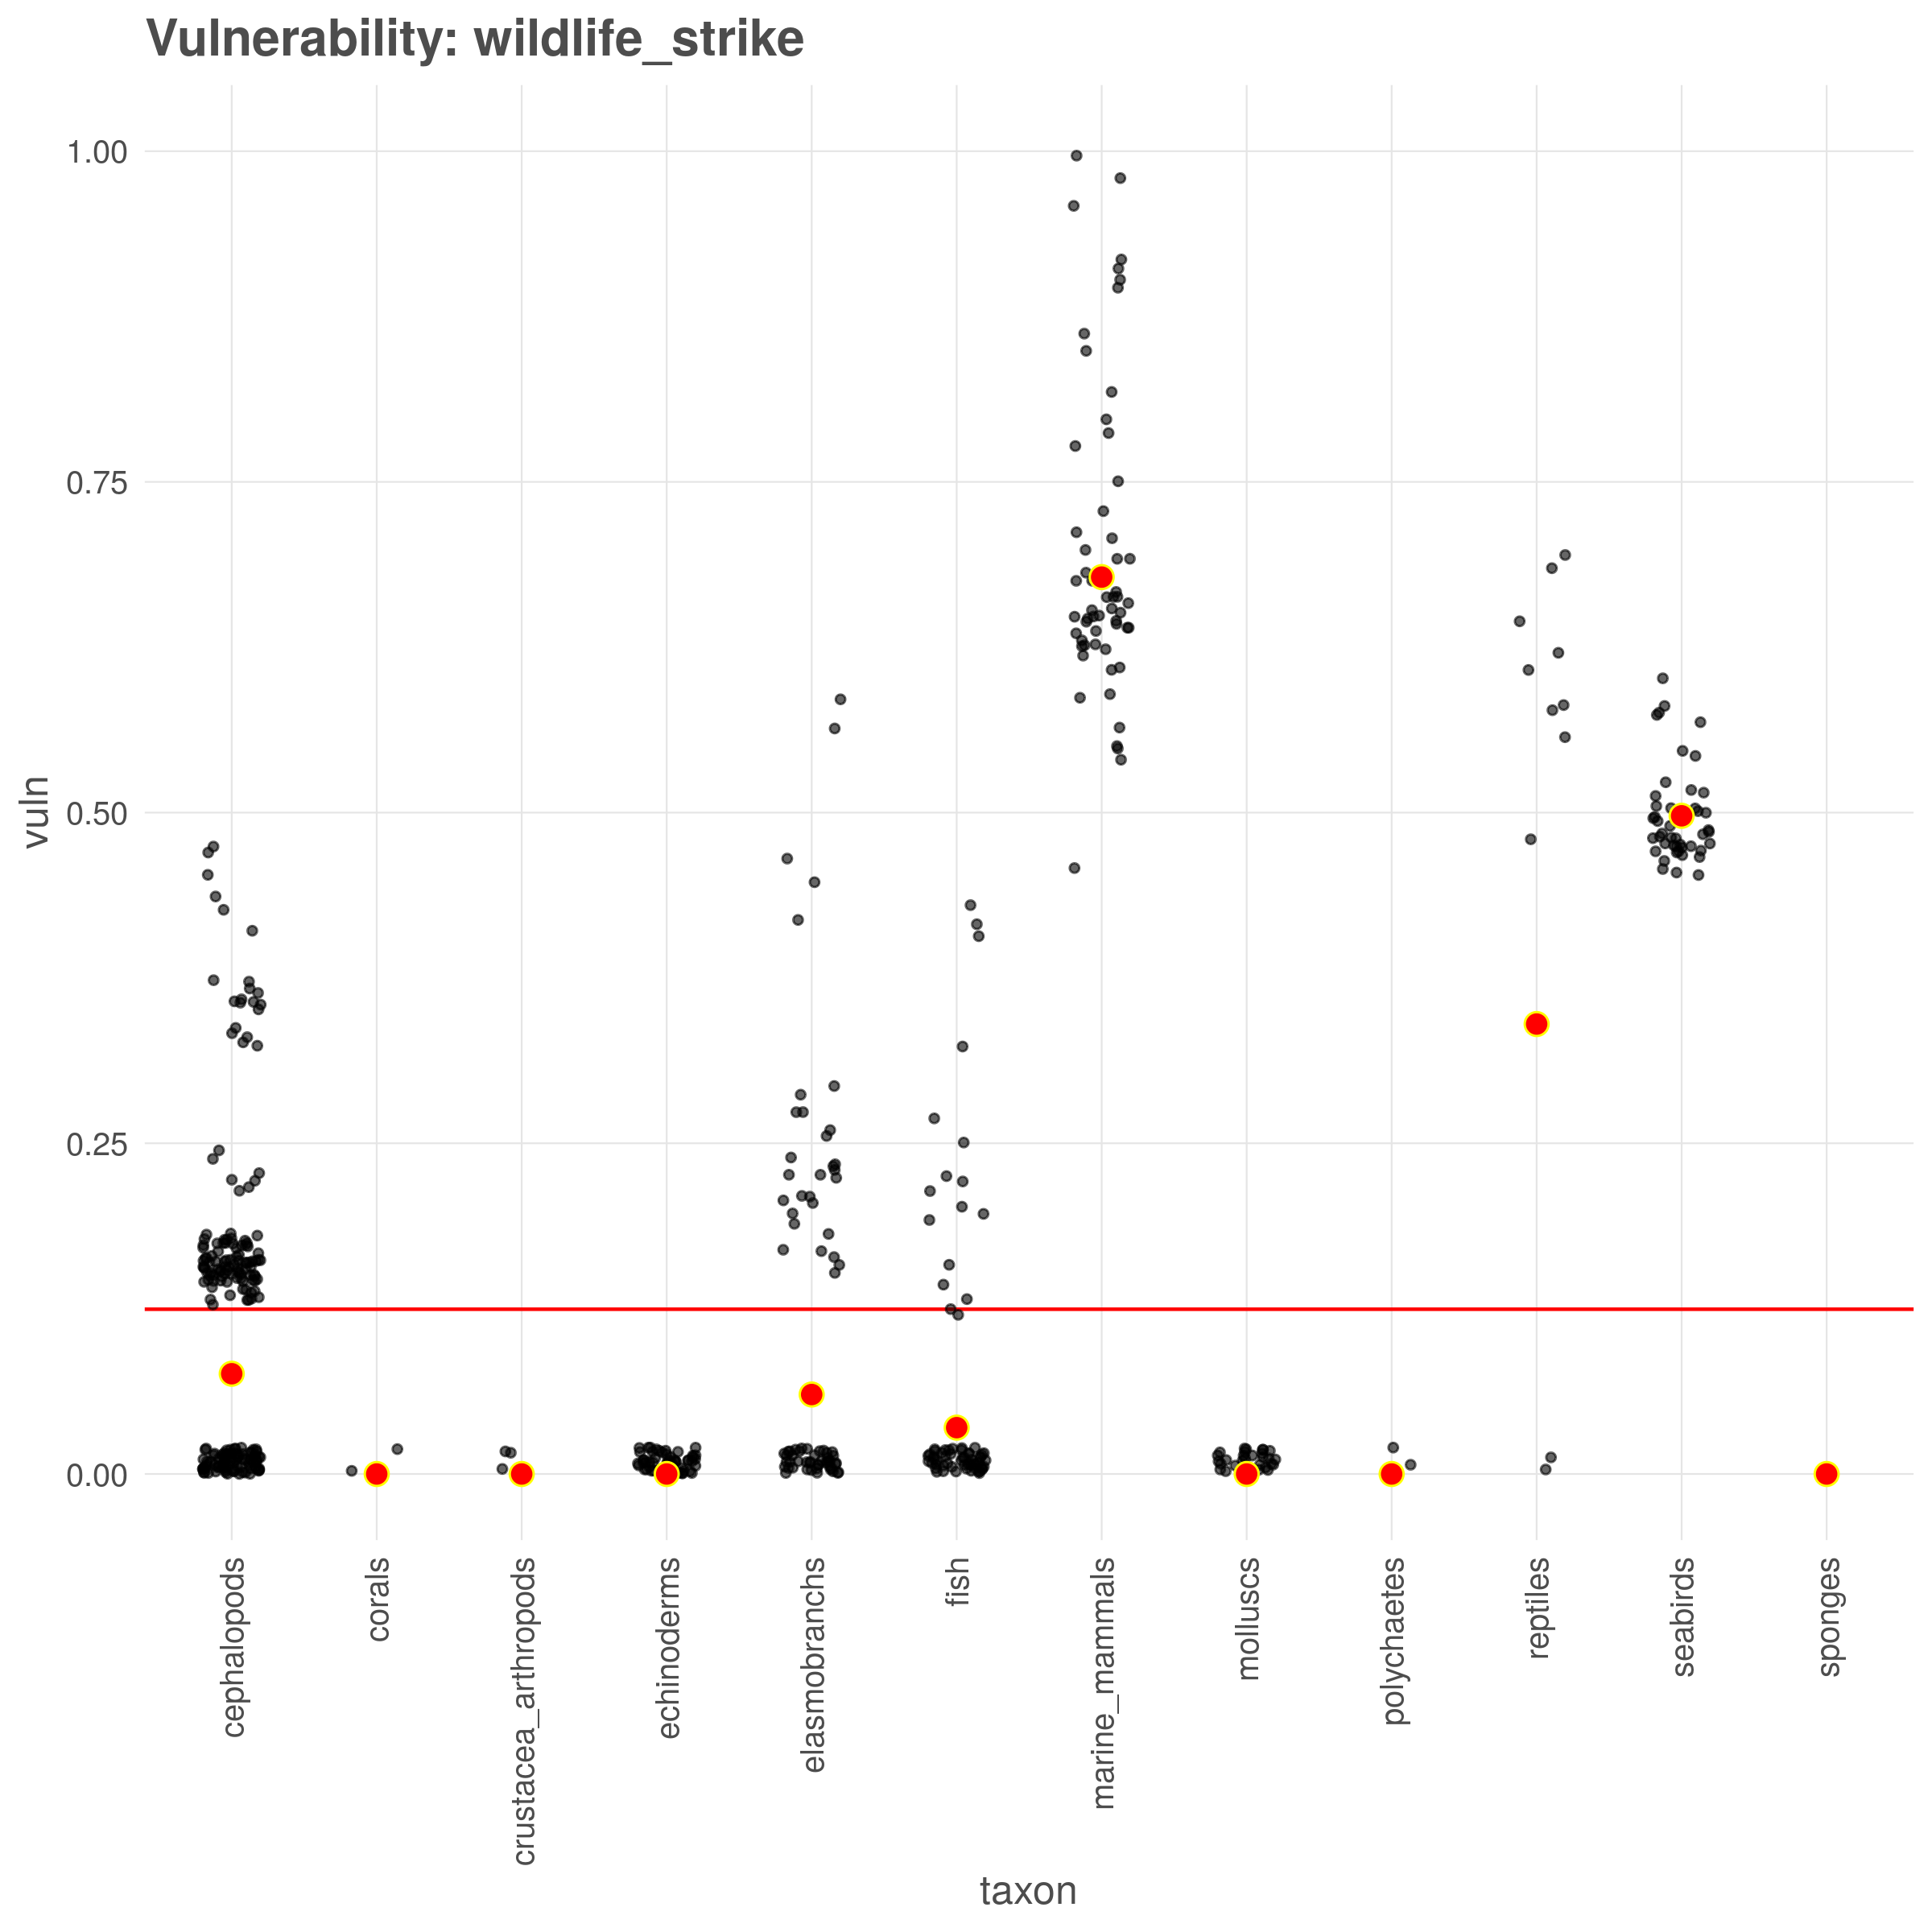 Vulnerability: wildlife_strike
vuln
1.00
0.75
0.50
0.25
0.00
cephalopods
corals
crustacea_arthropods
echinoderms
elasmobranchs
fish
marine_mammals
molluscs
polychaetes
reptiles
seabirds
sponges
taxon